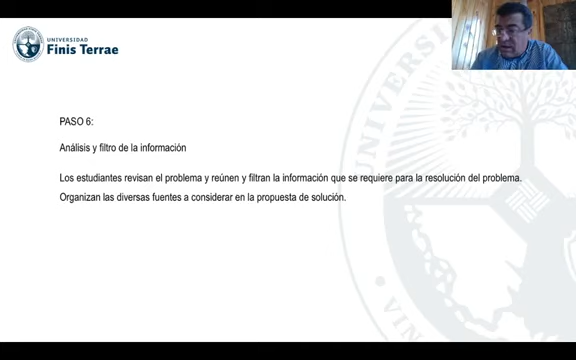 UNIVERSIDAD
Finis Terrae
PASO 6:
Análisis y filtro de la información
Los estudiantes revisan el problema y reúnen y filtran la información que se requiere para la resolución del problema.
Organizan las diversas fuentes a considerar en la propuesta de solución.